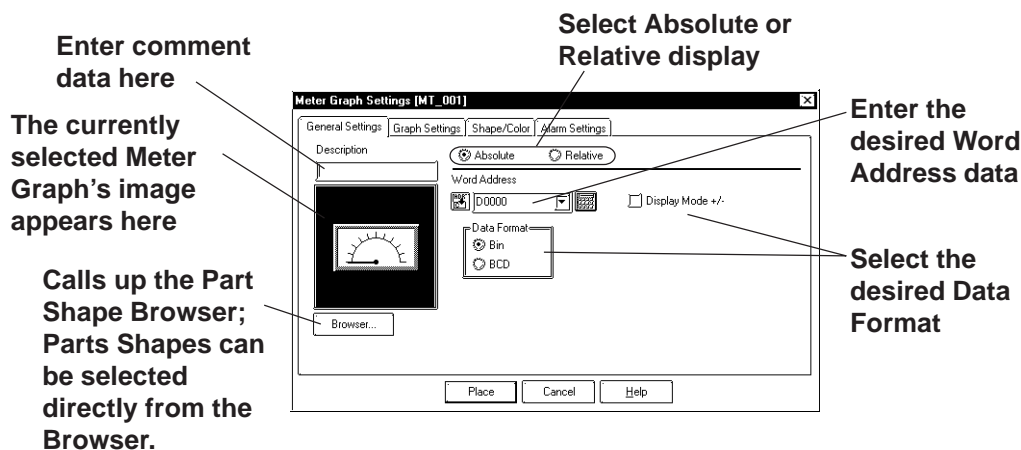 Enter comment
data here
Select Absolute or
Relative display
The currently
selected Meter
Graph's image
appears here
Calls up the Part
Shape Browser;
Parts Shapes can
be selected
directly from the
Browser.
Meter Graph Settings [MT_001]
General Settings Graph Settings Shape/Color Alarm Settings
Description
Absolute Relative
Word Address
D0000
Display Mode +/-
Data Format
Bin
BCD
Browser...
Place Cancel Help
Enter the
desired Word
Address data
Select the
desired Data
Format